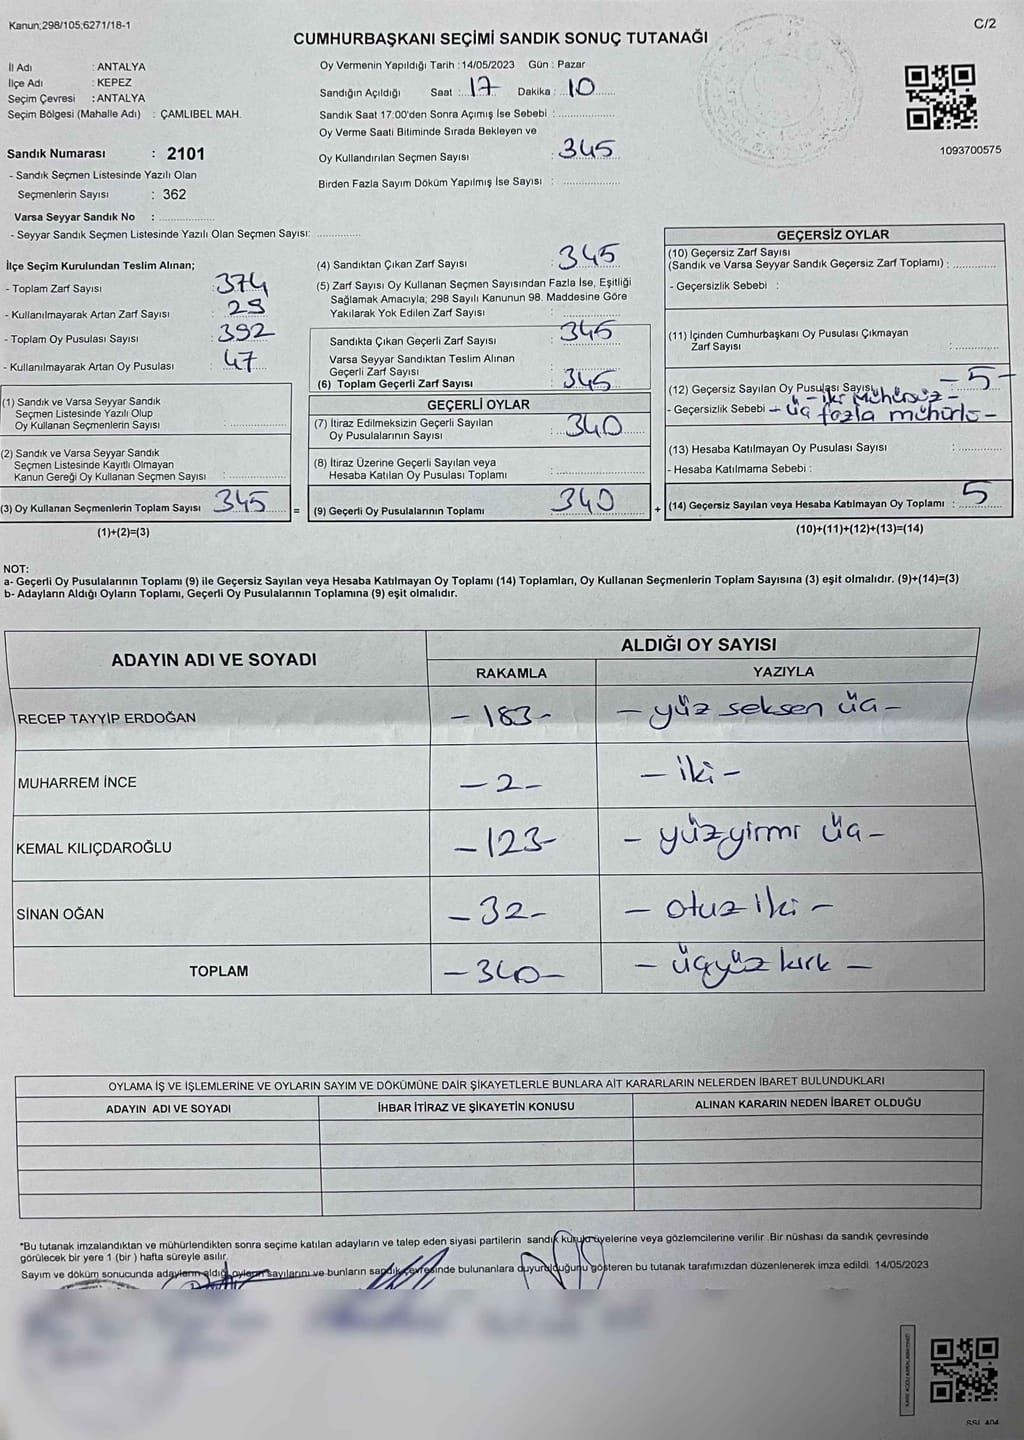 Kanun;298/105;6271/18-1
C/2
CUMHURBAŞKANI SEÇİMİ SANDIK SONUÇ TUTANAĞI
İl Adı : ANTALYA
İlçe Adı : KEPEZ
Seçim Çevresi : ANTALYA
Seçim Bölgesi (Mahalle Adı) : ÇAMLIBEL MAH.
Sandık Numarası : 2101
- Sandık Seçmen Listesinde Yazılı Olan
Seçmenlerin Sayısı : 362
Varsa Seyyar Sandık No : ...................
- Seyyar Sandık Seçmen Listesinde Yazılı Olan Seçmen Sayısı: ..............
Oy Vermenin Yapıldığı Tarih : 14/05/2023 Gün : Pazar
Sandığın Açıldığı Saat : 17 Dakika : 10
Sandık Saat 17:00'den Sonra Açımış İse Sebebi : ....................
Oy Verme Saati Bitiminde Sırada Bekleyen ve
Oy Kullandırılan Seçmen Sayısı : 345
Birden Fazla Sayım Döküm Yapılmış İse Sayısı : ....................
1093700575
İlçe Seçim Kurulundan Teslim Alınan;
- Toplam Zarf Sayısı : 374
- Kullanılmayarak Artan Zarf Sayısı : 29
- Toplam Oy Pusulası Sayısı : 392
- Kullanılmayarak Artan Oy Pusulası : 47
(1) Sandık ve Varsa Seyyar Sandık
Seçmen Listesinde Yazılı Olup
Oy Kullanan Seçmenlerin Sayısı : ....................
(2) Sandık ve Varsa Seyyar Sandık
Seçmen Listesinde Kayıtlı Olmayan
Kanun Gereği Oy Kullanan Seçmen Sayısı : ....................
(3) Oy Kullanan Seçmenlerin Toplam Sayısı : 345 =
(1)+(2)=(3)
(4) Sandıktan Çıkan Zarf Sayısı : 345
(5) Zarf Sayısı Oy Kullanan Seçmen Sayısından Fazla İse, Eşitliği
Sağlamak Amacıyla; 298 Sayılı Kanunun 98. Maddesine Göre
Yakılarak Yok Edilen Zarf Sayısı : ....................
Sandıkta Çıkan Geçerli Zarf Sayısı : 345
Varsa Seyyar Sandıktan Teslim Alınan
Geçerli Zarf Sayısı : ....................
(6) Toplam Geçerli Zarf Sayısı : 345
GEÇERLİ OYLAR
(7) İtiraz Edilmeksizin Geçerli Sayılan
Oy Pusulalarının Sayısı : 340
(8) İtiraz Üzerine Geçerli Sayılan veya
Hesaba Katılan Oy Pusulası Toplamı : ....................
(9) Geçerli Oy Pusulalarının Toplamı : 340 +
GEÇERSİZ OYLAR
(10) Geçersiz Zarf Sayısı
(Sandık ve Varsa Seyyar Sandık Geçersiz Zarf Toplamı) : ..............
- Geçersizlik Sebebi :
(11) İçinden Cumhurbaşkanı Oy Pusulası Çıkmayan
Zarf Sayısı : ..............
(12) Geçersiz Sayılan Oy Pusulası Sayısı - 5 -
- iki mühürsüz -
- Geçersizlik Sebebi - üç fazla mühürlü -
(13) Hesaba Katılmayan Oy Pusulası Sayısı : ..............
- Hesaba Katılmama Sebebi :
(14) Geçersiz Sayılan veya Hesaba Katılmayan Oy Toplamı : 5
(10)+(11)+(12)+(13)=(14)
NOT:
a- Geçerli Oy Pusulalarının Toplamı (9) ile Geçersiz Sayılan veya Hesaba Katılmayan Oy Toplamı (14) Toplamları, Oy Kullanan Seçmenlerin Toplam Sayısına (3) eşit olmalıdır. (9)+(14)=(3)
b- Adayların Aldığı Oyların Toplamı, Geçerli Oy Pusulalarının Toplamına (9) eşit olmalıdır.
ADAYIN ADI VE SOYADI
ALDIĞI OY SAYISI
RAKAMLA YAZIYLA
RECEP TAYYİP ERDOĞAN - 183 - - yüz seksen üç -
MUHARREM İNCE - 2 - - iki -
KEMAL KILIÇDAROĞLU - 123 - - yüzyirmi üç -
SİNAN OĞAN - 32 - - otuz iki -
TOPLAM - 340 - - üçyüz kırk -
OYLAMA İŞ VE İŞLEMLERİNE VE OYLARIN SAYIM VE DÖKÜMÜNE DAİR ŞİKAYETLERLE BUNLARA AİT KARARLARIN NELERDEN İBARET BULUNDUKLARI
ADAYIN ADI VE SOYADI İHBAR İTİRAZ VE ŞİKAYETİN KONUSU ALINAN KARARIN NEDEN İBARET OLDUĞU
*Bu tutanak imzalandıktan ve mühürlendikten sonra seçime katılan adayların ve talep eden siyasi partilerin sandık kurulu üyelerine veya gözlemcilerine verilir .Bir nüshası da sandık çevresinde
görülecek bir yere 1 (bir ) hafta süreyle asılır.
Sayım ve döküm sonucunda adayların aldığı oyların sayılarını ve bunların sandık çevresinde bulunanlara duyurulduğunu gösteren bu tutanak tarafımızdan düzenlenerek imza edildi. 14/05/2023